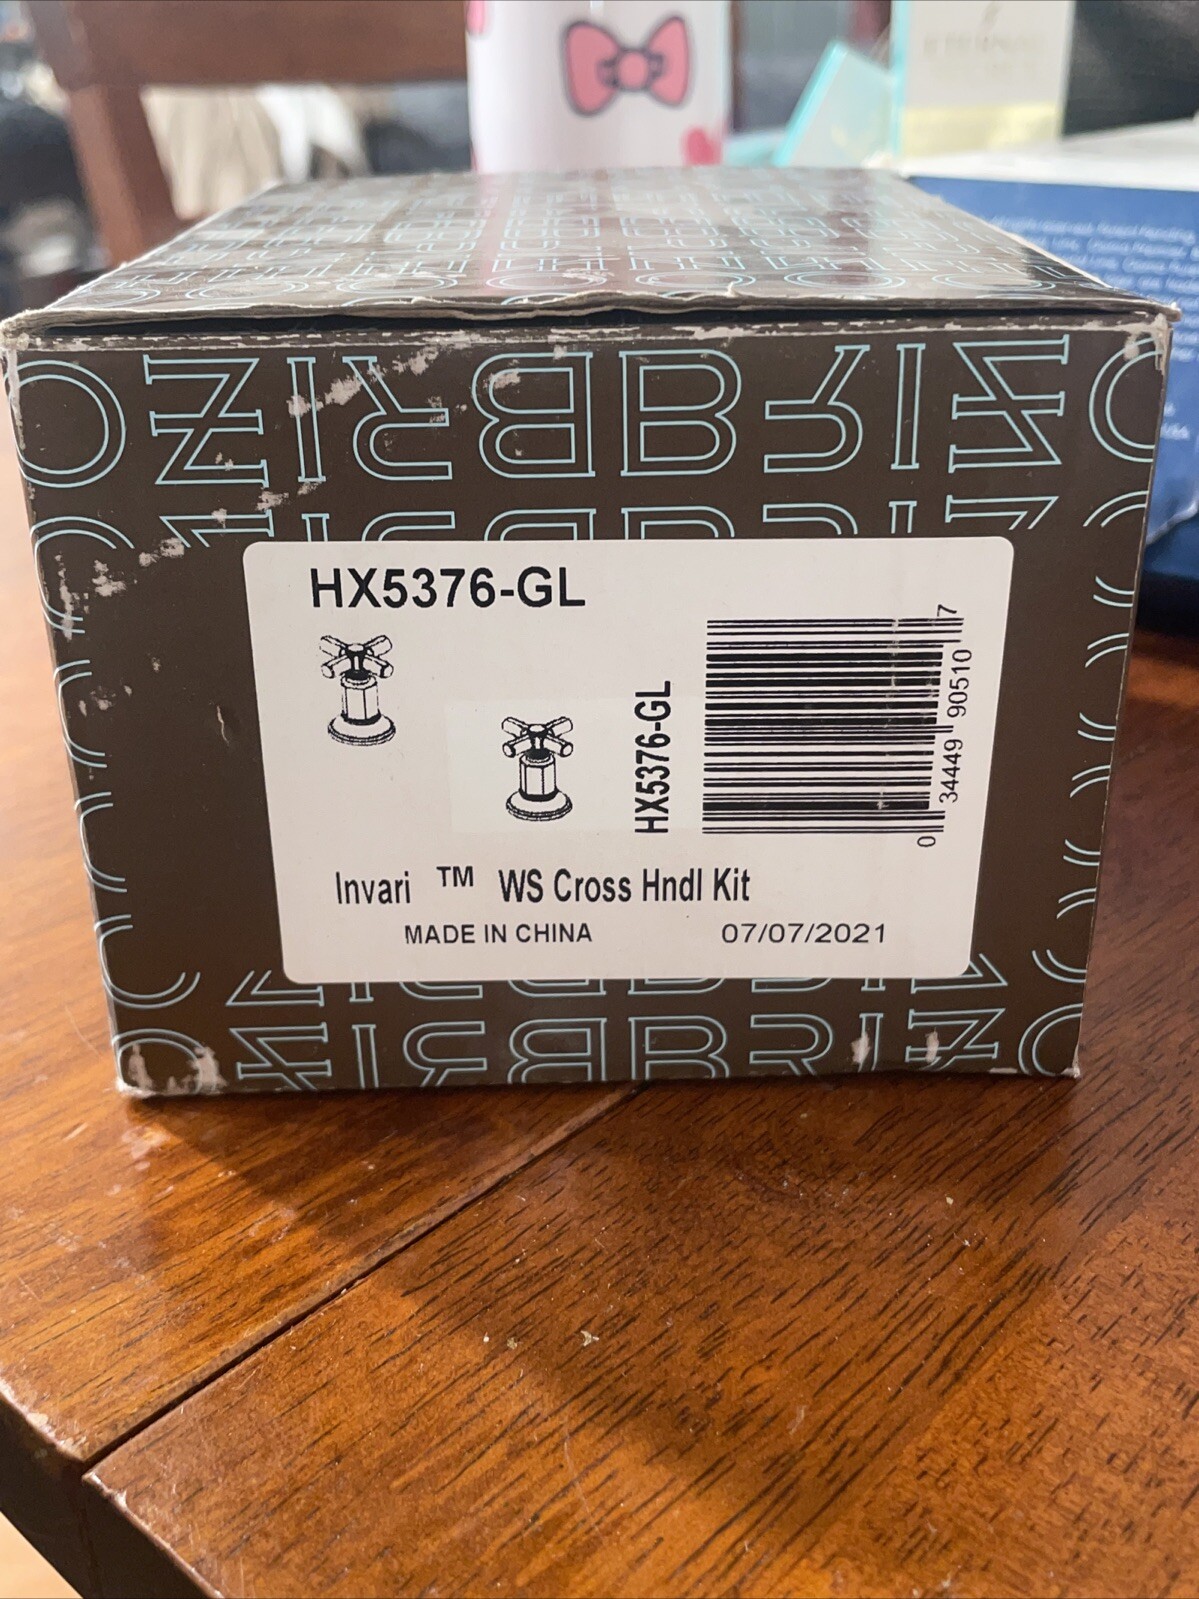 BRIZO
HX5376-GL
HX5376-GL
0 34449 90510 7
Invari ™ WS Cross Hndl Kit
MADE IN CHINA 07/07/2021